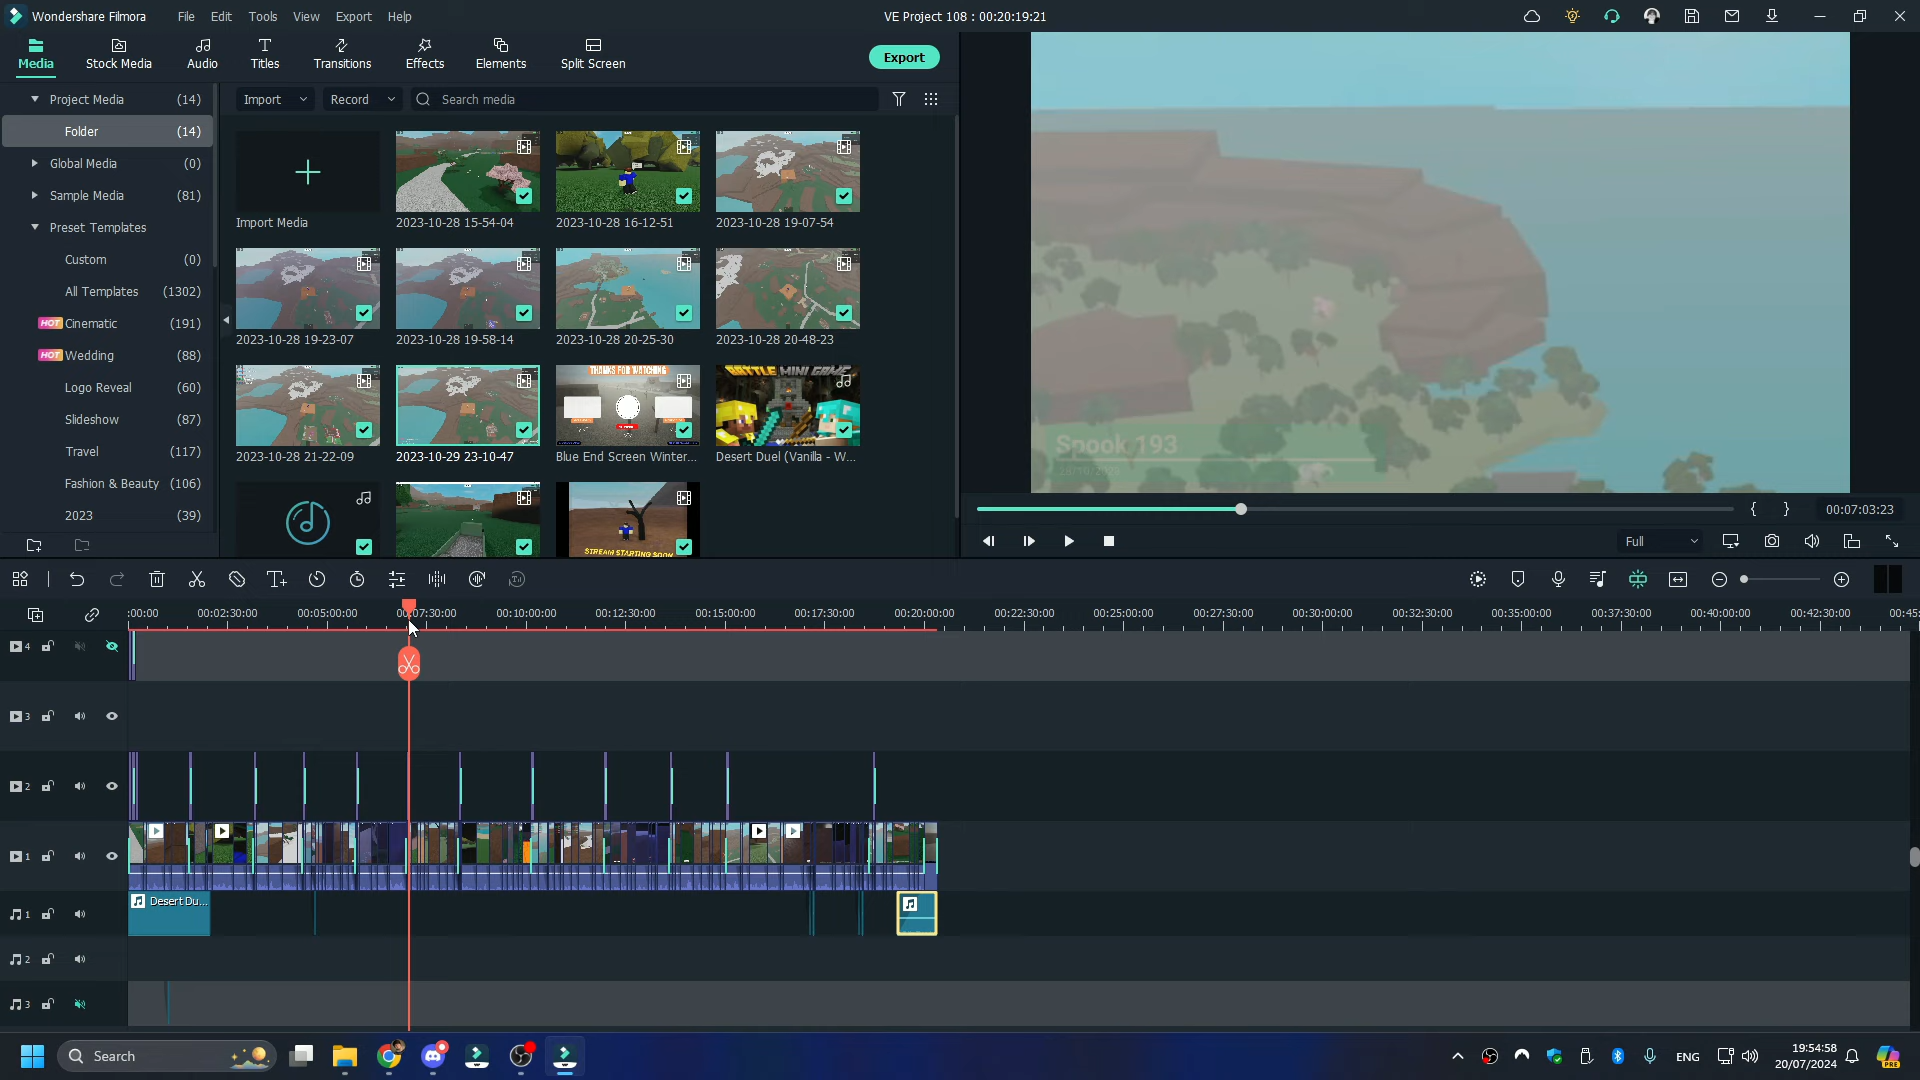 Wondershare Filmora File Edit Tools View Export Help VE Project 108 : 00:20:19:21
Media Stock Media Audio Titles Transitions Effects Elements Split Screen Export
Project Media (14)
Folder (14)
Global Media (0)
Sample Media (81)
Preset Templates
Custom (0)
All Templates (1302)
HOT Cinematic (191)
HOT Wedding (88)
Logo Reveal (60)
Slideshow (87)
Travel (117)
Fashion & Beauty (106)
2023 (39)
Import Record Search media
Import Media 2023-10-28 15-54-04 2023-10-28 16-12-51 2023-10-28 19-07-54
2023-10-28 19-23-07 2023-10-28 19-58-14 2023-10-28 20-25-30 2023-10-28 20-48-23
THANKS FOR WATCHING BATTLE MINI GAME
2023-10-28 21-22-09 2023-10-29 23-10-47 Blue End Screen Winter... Desert Duel (Vanilla - W...
STREAM STARTING SOON
Spook 193
{ } 00:07:03:23
Full
:00:00 00:02:30:00 00:05:00:00 00:07:30:00 00:10:00:00 00:12:30:00 00:15:00:00 00:17:30:00 00:20:00:00 00:22:30:00 00:25:00:00 00:27:30:00 00:30:00:00 00:32:30:00 00:35:00:00 00:37:30:00 00:40:00:00 00:42:30:00 00:45:
4
3
2
1
1 Desert Du...
2
3
Search ENG 19:54:58
20/07/2024
PRE